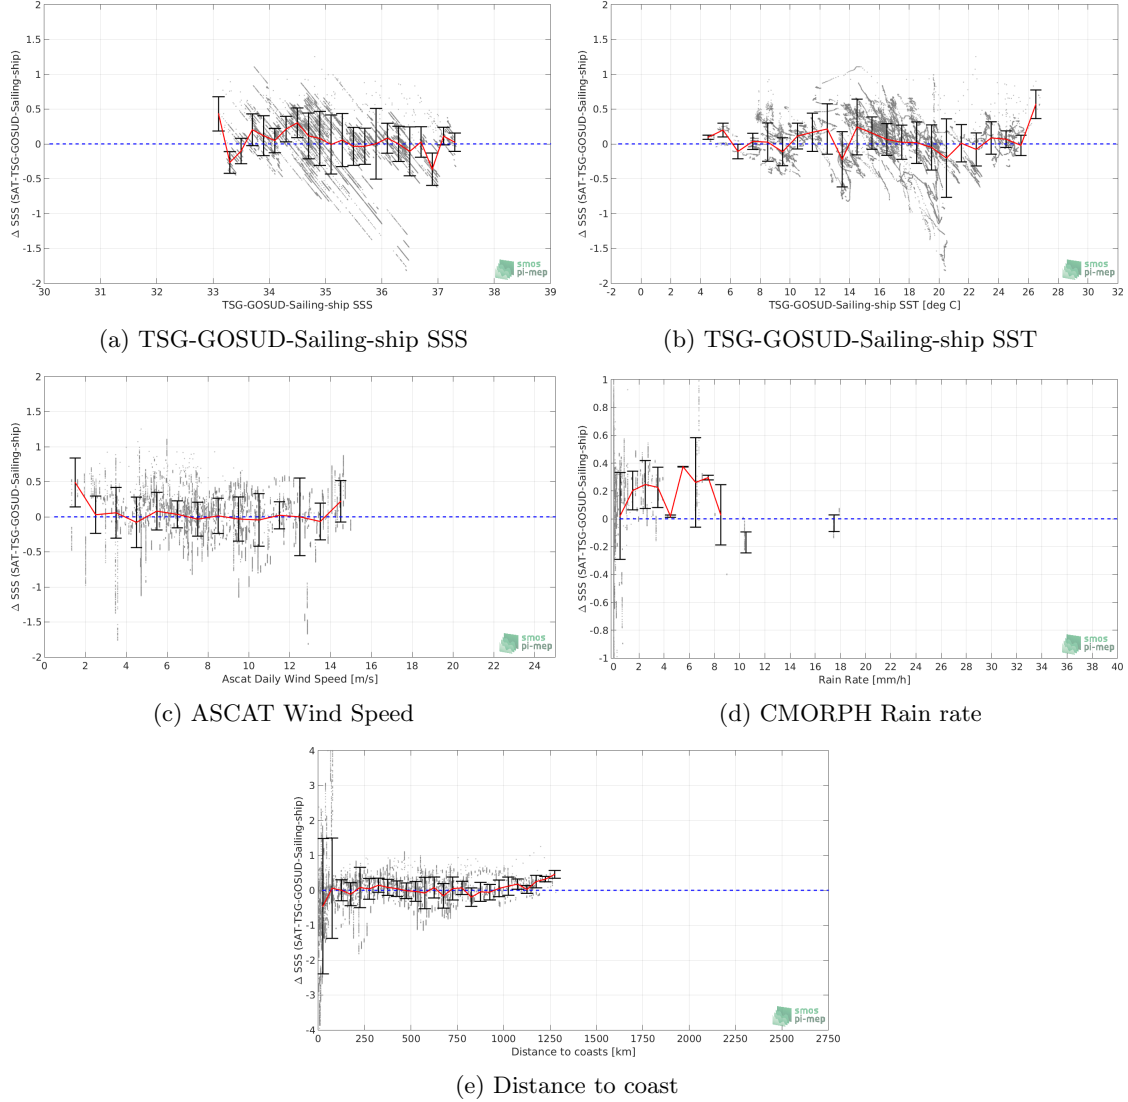 2
1.5
1
0.5
0
-0.5
-1
-1.5
-2
Δ SSS (SAT-TSG-GOSUD-Sailing-ship)
30 31 32 33 34 35 36 37 38 39
TSG-GOSUD-Sailing-ship SSS
smos
pi-mep
(a) TSG-GOSUD-Sailing-ship SSS
2
1.5
1
0.5
0
-0.5
-1
-1.5
-2
Δ SSS (SAT-TSG-GOSUD-Sailing-ship)
-2 0 2 4 6 8 10 12 14 16 18 20 22 24 26 28 30 32
TSG-GOSUD-Sailing-ship SST [deg C]
smos
pi-mep
(b) TSG-GOSUD-Sailing-ship SST
2
1.5
1
0.5
0
-0.5
-1
-1.5
-2
Δ SSS (SAT-TSG-GOSUD-Sailing-ship)
0 2 4 6 8 10 12 14 16 18 20 22 24
Ascat Daily Wind Speed [m/s]
smos
pi-mep
(c) ASCAT Wind Speed
1
0.8
0.6
0.4
0.2
0
-0.2
-0.4
-0.6
-0.8
-1
Δ SSS (SAT-TSG-GOSUD-Sailing-ship)
0 2 4 6 8 10 12 14 16 18 20 22 24 26 28 30 32 34 36 38 40
Rain Rate [mm/h]
smos
pi-mep
(d) CMORPH Rain rate
4
3
2
1
0
-1
-2
-3
-4
Δ SSS (SAT-TSG-GOSUD-Sailing-ship)
0 250 500 750 1000 1250 1500 1750 2000 2250 2500 2750
Distance to coasts [km]
smos
pi-mep
(e) Distance to coast